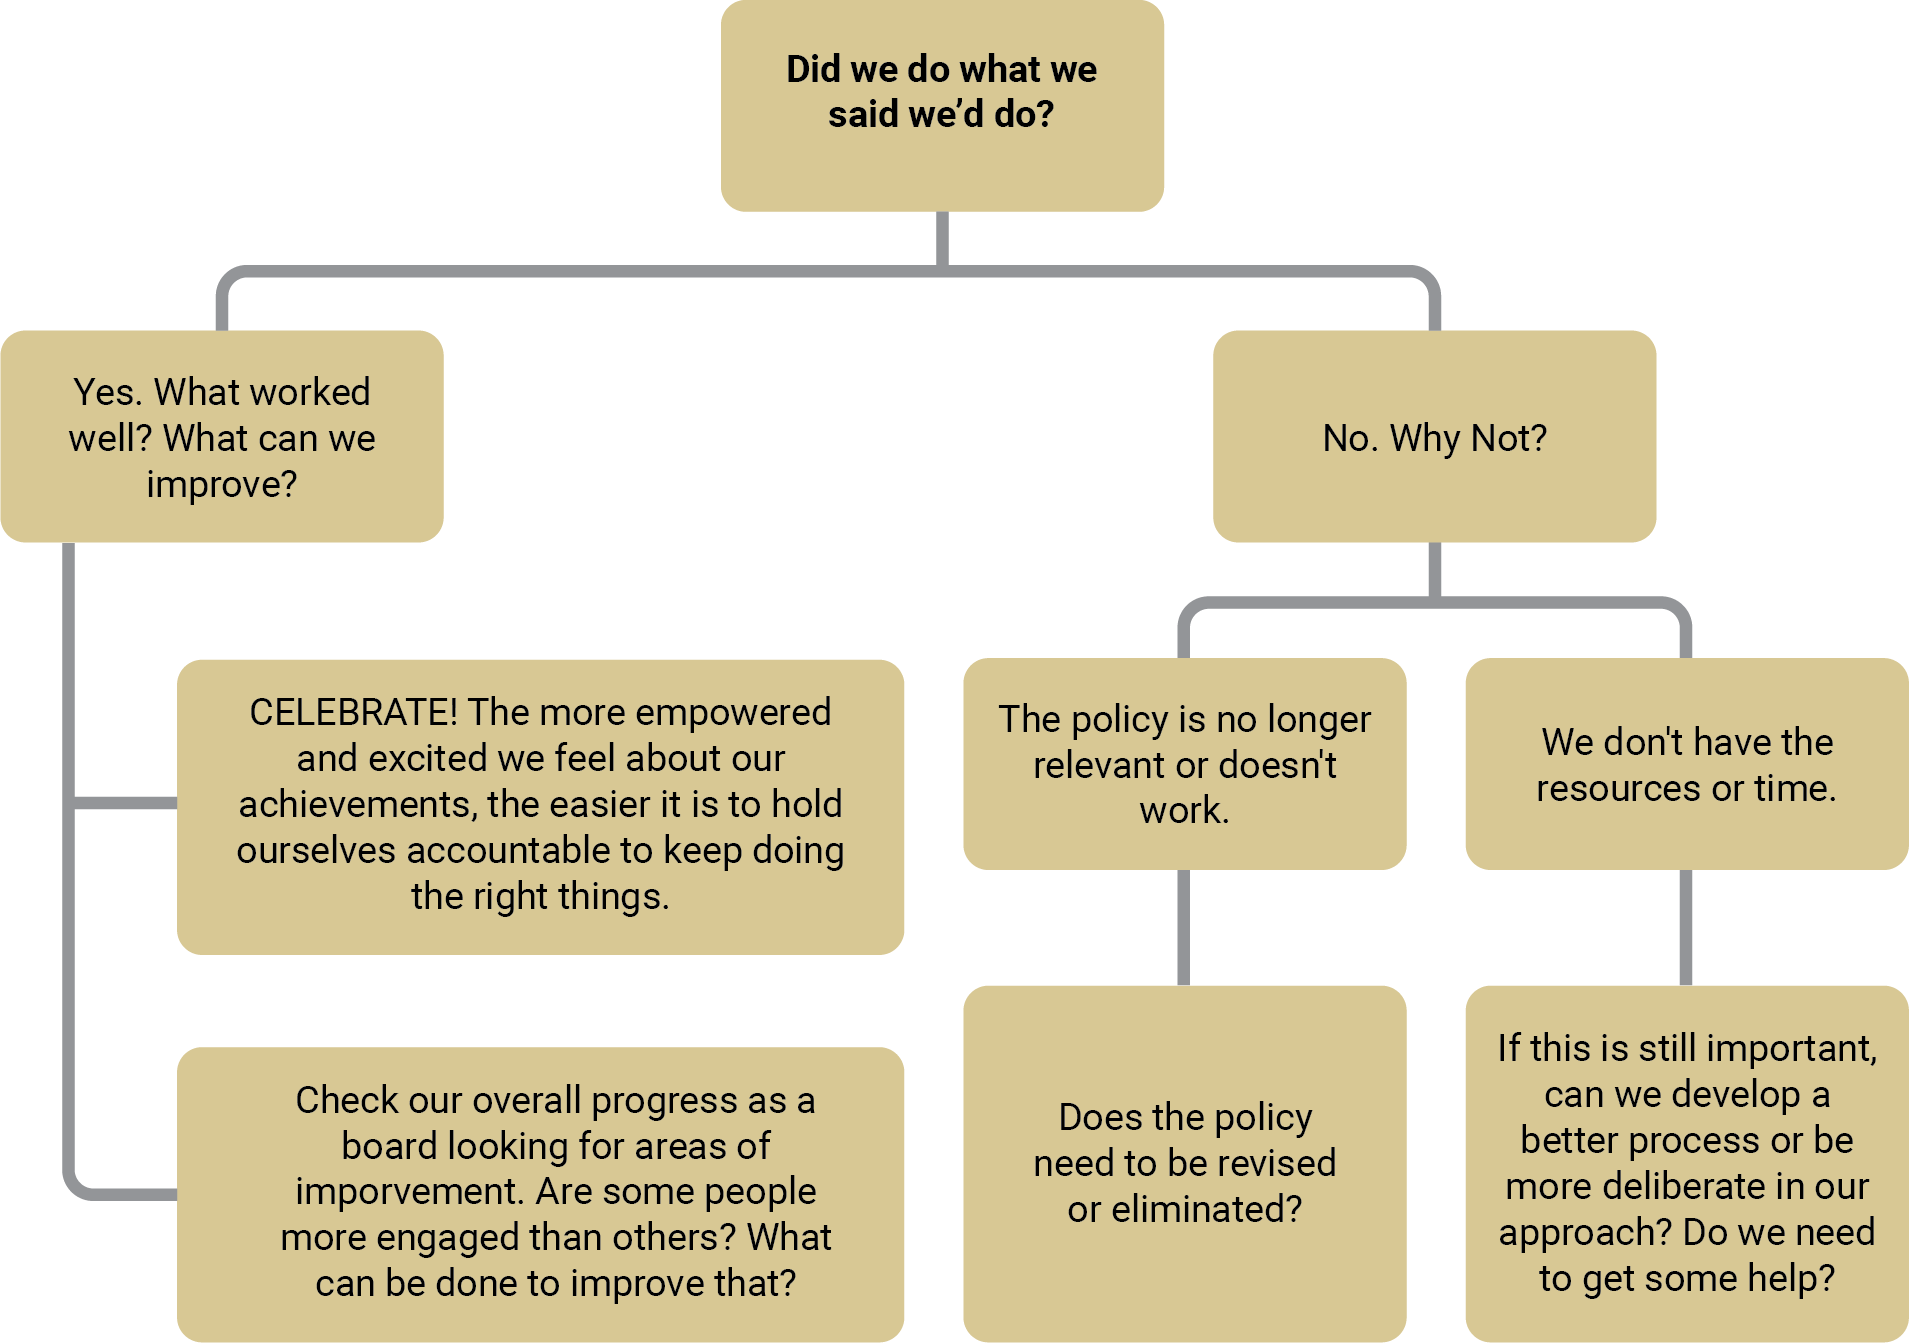 Did we do what we
said we’d do?
Yes. What worked
well? What can we
improve?
No. Why Not?
CELEBRATE! The more empowered
and excited we feel about our
achievements, the easier it is to hold
ourselves accountable to keep doing
the right things.
The policy is no longer
relevant or doesn't
work.
We don't have the
resources or time.
Check our overall progress as a
board looking for areas of
imporvement. Are some people
more engaged than others? What
can be done to improve that?
Does the policy
need to be revised
or eliminated?
If this is still important,
can we develop a
better process or be
more deliberate in our
approach? Do we need
to get some help?